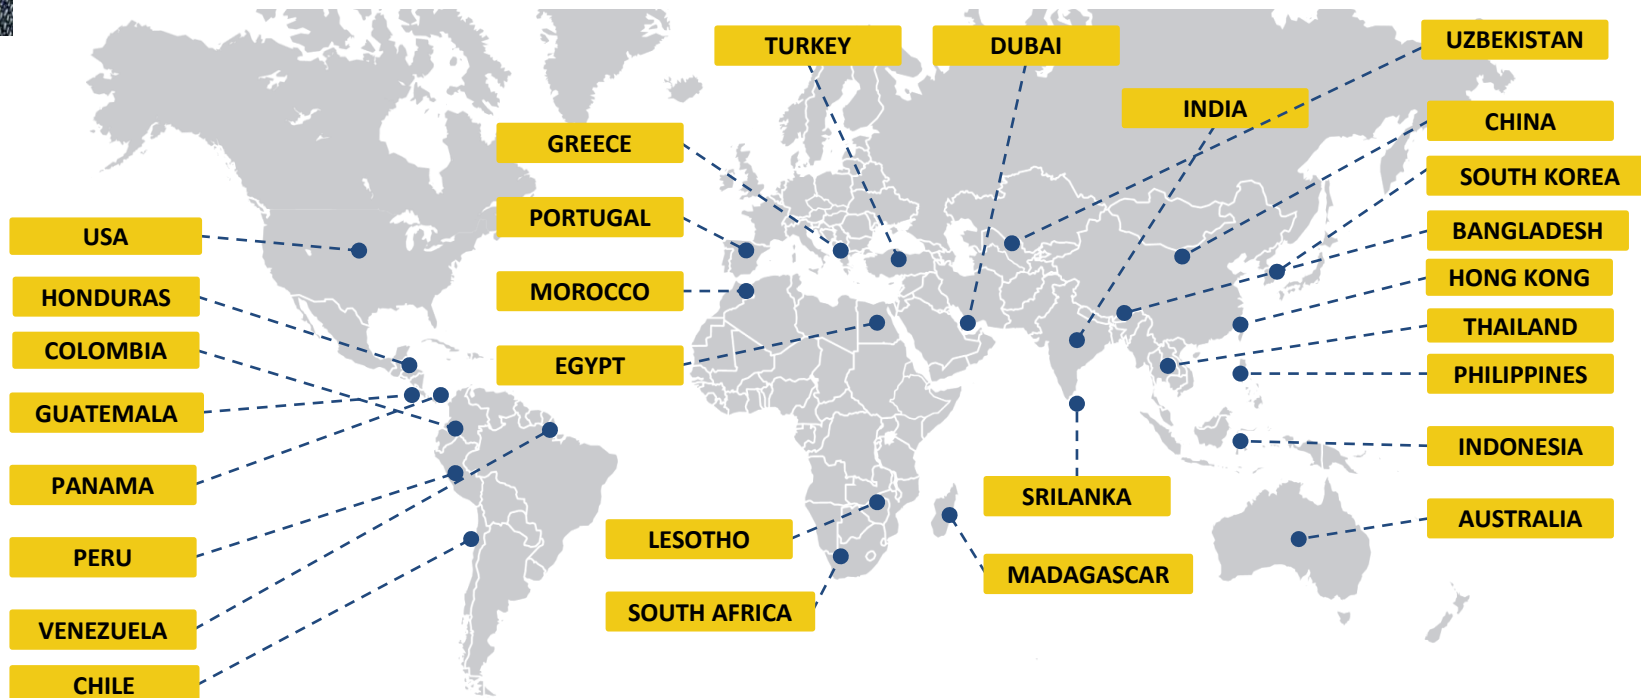 TURKEY
DUBAI
UZBEKISTAN
INDIA
CHINA
GREECE
SOUTH KOREA
PORTUGAL
USA
BANGLADESH
HONDURAS
MOROCCO
HONG KONG
COLOMBIA
EGYPT
THAILAND
PHILIPPINES
GUATEMALA
INDONESIA
PANAMA
SRILANKA
AUSTRALIA
LESOTHO
PERU
MADAGASCAR
SOUTH AFRICA
VENEZUELA
CHILE